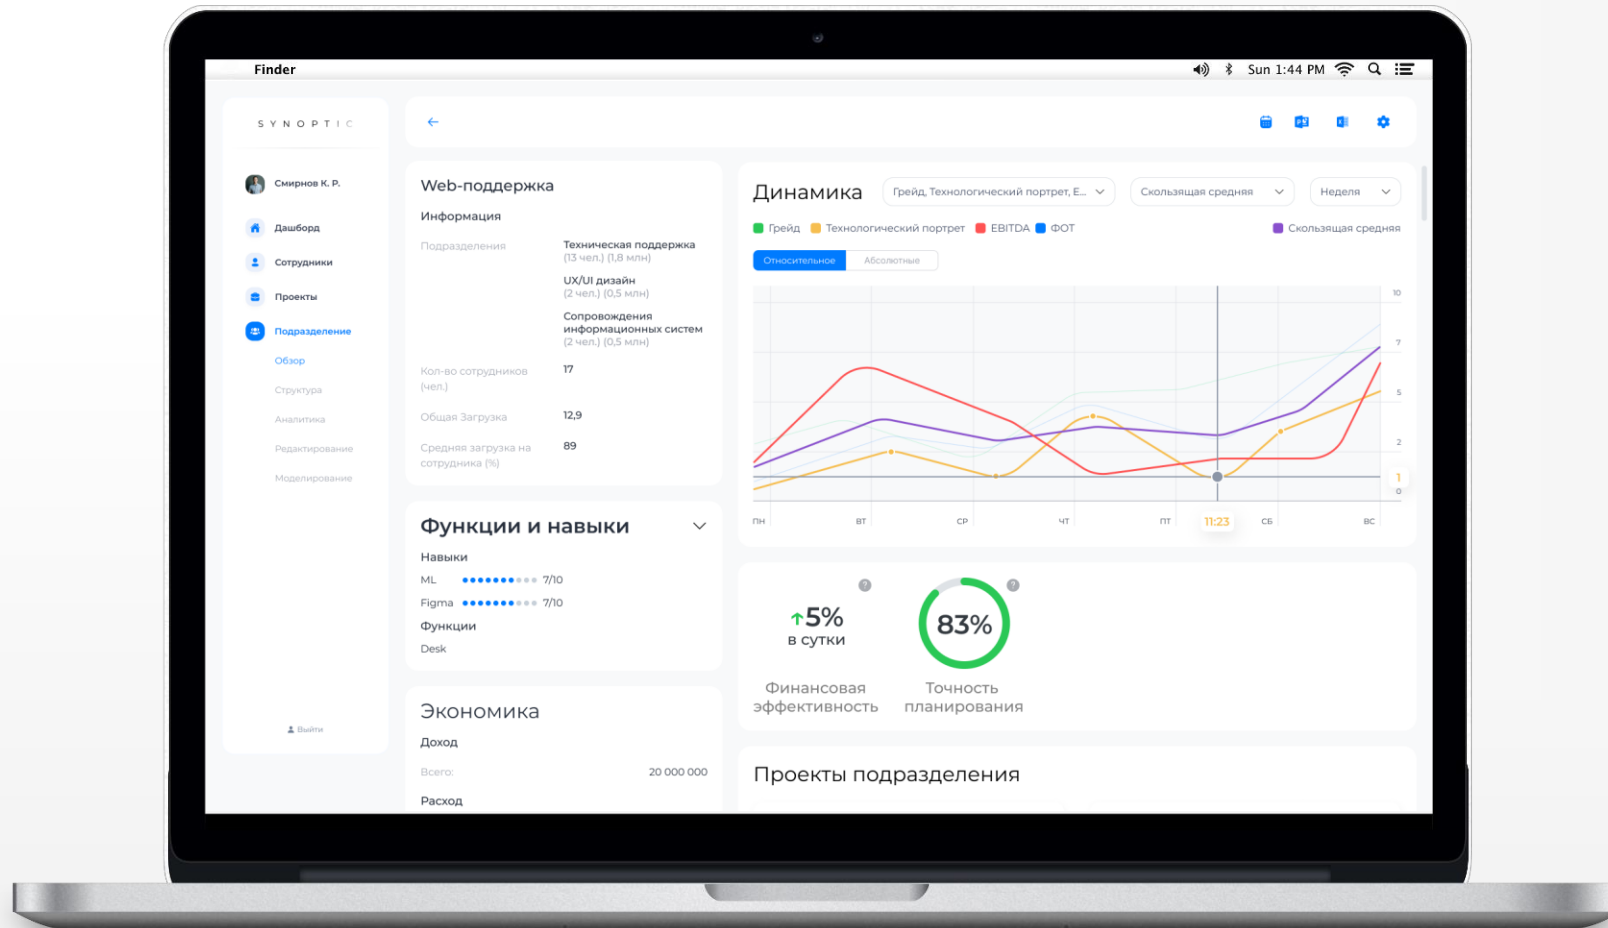 Finder
Sun 1:44 PM
SYNOPTIC
Смирнов К. Р.
Дашборд
Сотрудники
Проекты
Подразделение
Обзор
Структура
Аналитика
Редактирование
Моделирование
Выйти
Web-поддержка
Информация
Подразделения
Техническая поддержка
(13 чел.) (1,8 млн)
UX/UI дизайн
(2 чел.) (0,5 млн)
Сопровождения
информационных систем
(2 чел.) (0,5 млн)
Кол-во сотрудников
(чел.)
17
Общая Загрузка
12,9
Средняя загрузка на
сотрудника (%)
89
Функции и навыки
Навыки
ML 7/10
Figma 7/10
Функции
Desk
Экономика
Доход
Всего: 20 000 000
Расход
Динамика
Грейд, Технологический портрет, E...
Скользящая средняя
Неделя
Грейд Технологический портрет EBITDA ФОТ Скользящая средняя
Относительное Абсолютные
10
7
5
2
1
0
ПН ВТ СР ЧТ ПТ 11:23 СБ ВС
?
5%
в сутки
Финансовая
эффективность
?
83%
Точность
планирования
Проекты подразделения